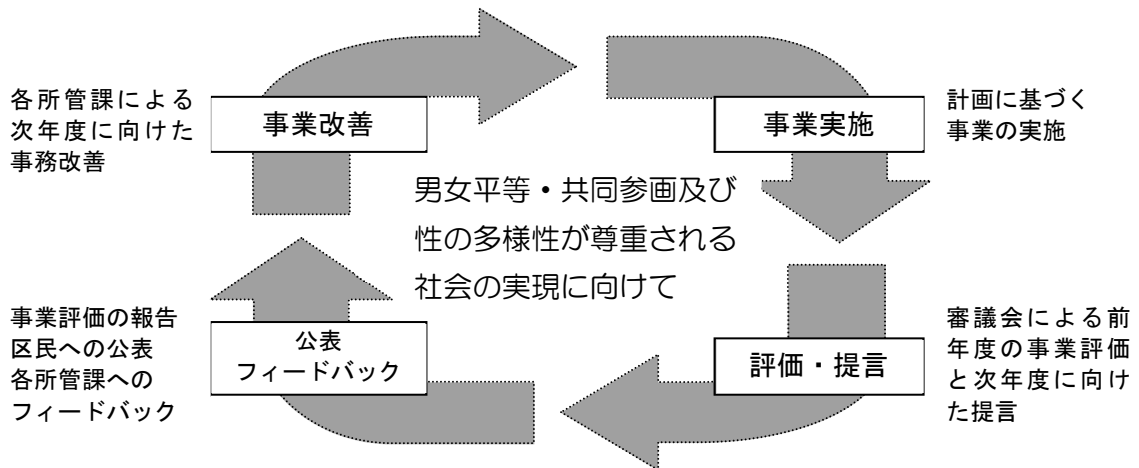 各所管課による
次年度に向けた
事務改善
事業改善
事業実施
計画に基づく
事業の実施
男女平等・共同参画及び
性の多様性が尊重される
社会の実現に向けて
事業評価の報告
区民への公表
各所管課への
フィードバック
公表
フィードバック
評価・提言
審議会による前
年度の事業評価
と次年度に向け
た提言